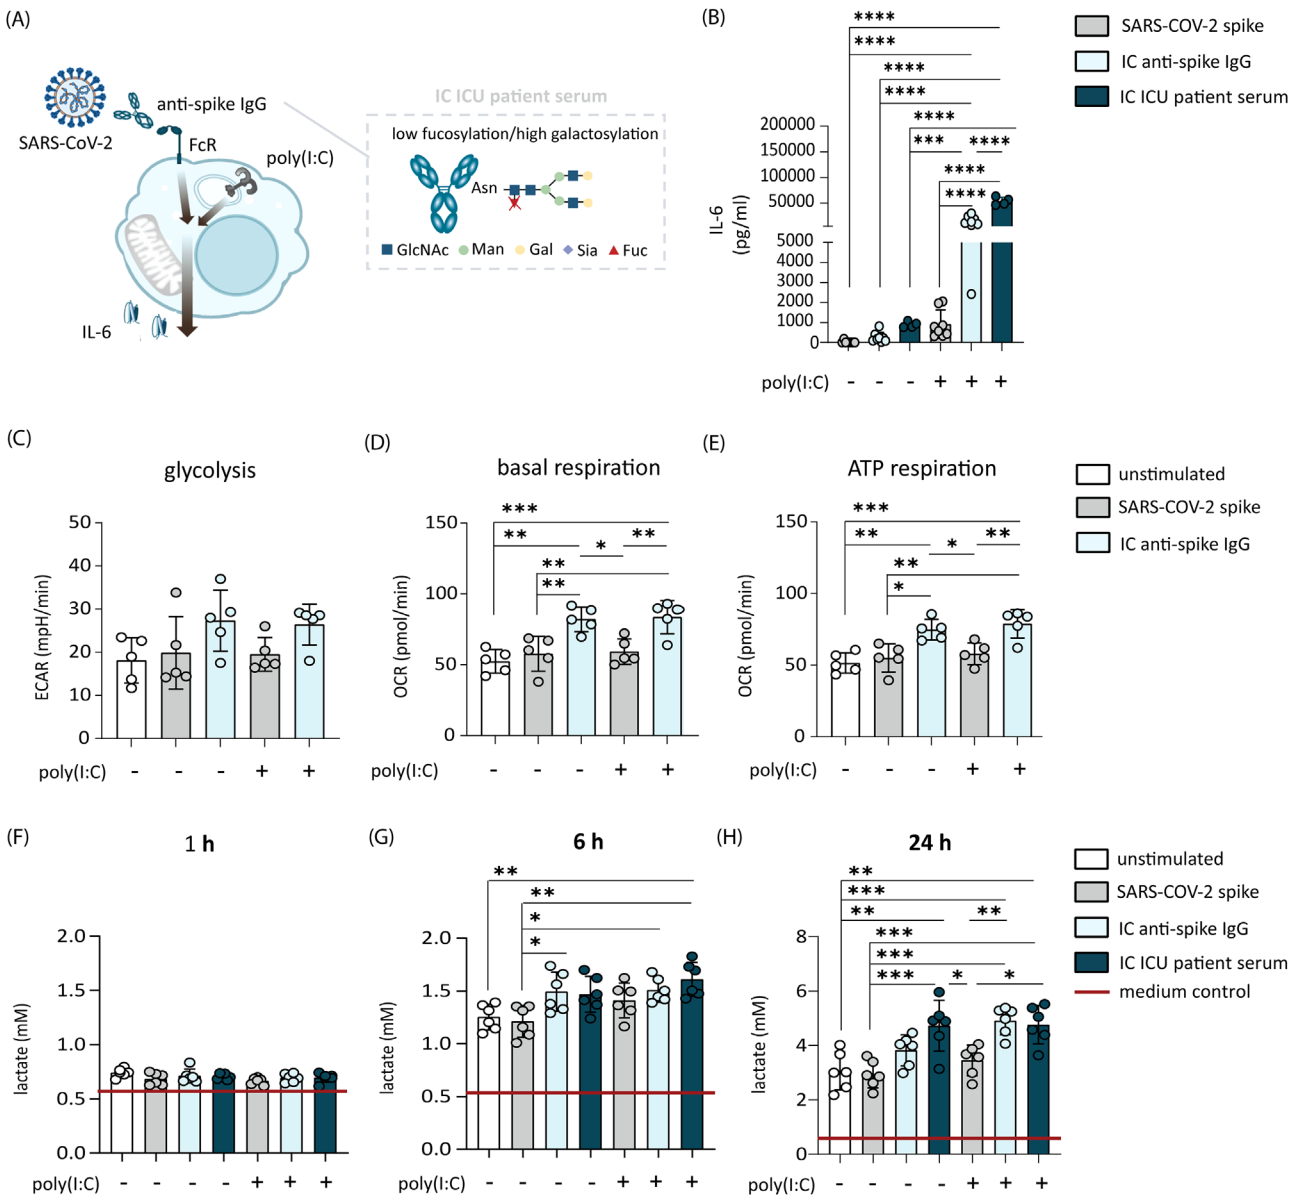 (A)
SARS-CoV-2
anti-spike IgG
FcR
poly(I:C)
IL-6
IC ICU patient serum
low fucosylation/high galactosylation
Asn
GlcNAc Man Gal Sia Fuc
(B)
**** 
****
****
****
****
*** ****
****
****
IL-6
(pg/ml)
200000
150000
100000
50000
5000
4000
3000
2000
1000
0
poly(I:C) - - - + + +
SARS-COV-2 spike
IC anti-spike IgG
IC ICU patient serum
(C)
glycolysis
ECAR (mpH/min)
50
40
30
20
10
0
poly(I:C) - - - + +
(D)
basal respiration
***
** **
*
**
**
OCR (pmol/min)
150
100
50
0
poly(I:C) - - - + +
(E)
ATP respiration
***
** **
*
**
*
OCR (pmol/min)
150
100
50
0
poly(I:C) - - - + +
unstimulated
SARS-COV-2 spike
IC anti-spike IgG
(F)
1 h
lactate (mM)
2.0
1.5
1.0
0.5
0.0
poly(I:C) - - - - + + +
(G)
6 h
**
**
*
*
lactate (mM)
2.0
1.5
1.0
0.5
0.0
poly(I:C) - - - - + + +
(H)
24 h
**
***
** **
***
***
*** * *
lactate (mM)
8
6
4
2
0
poly(I:C) - - - - + + +
unstimulated
SARS-COV-2 spike
IC anti-spike IgG
IC ICU patient serum
medium control